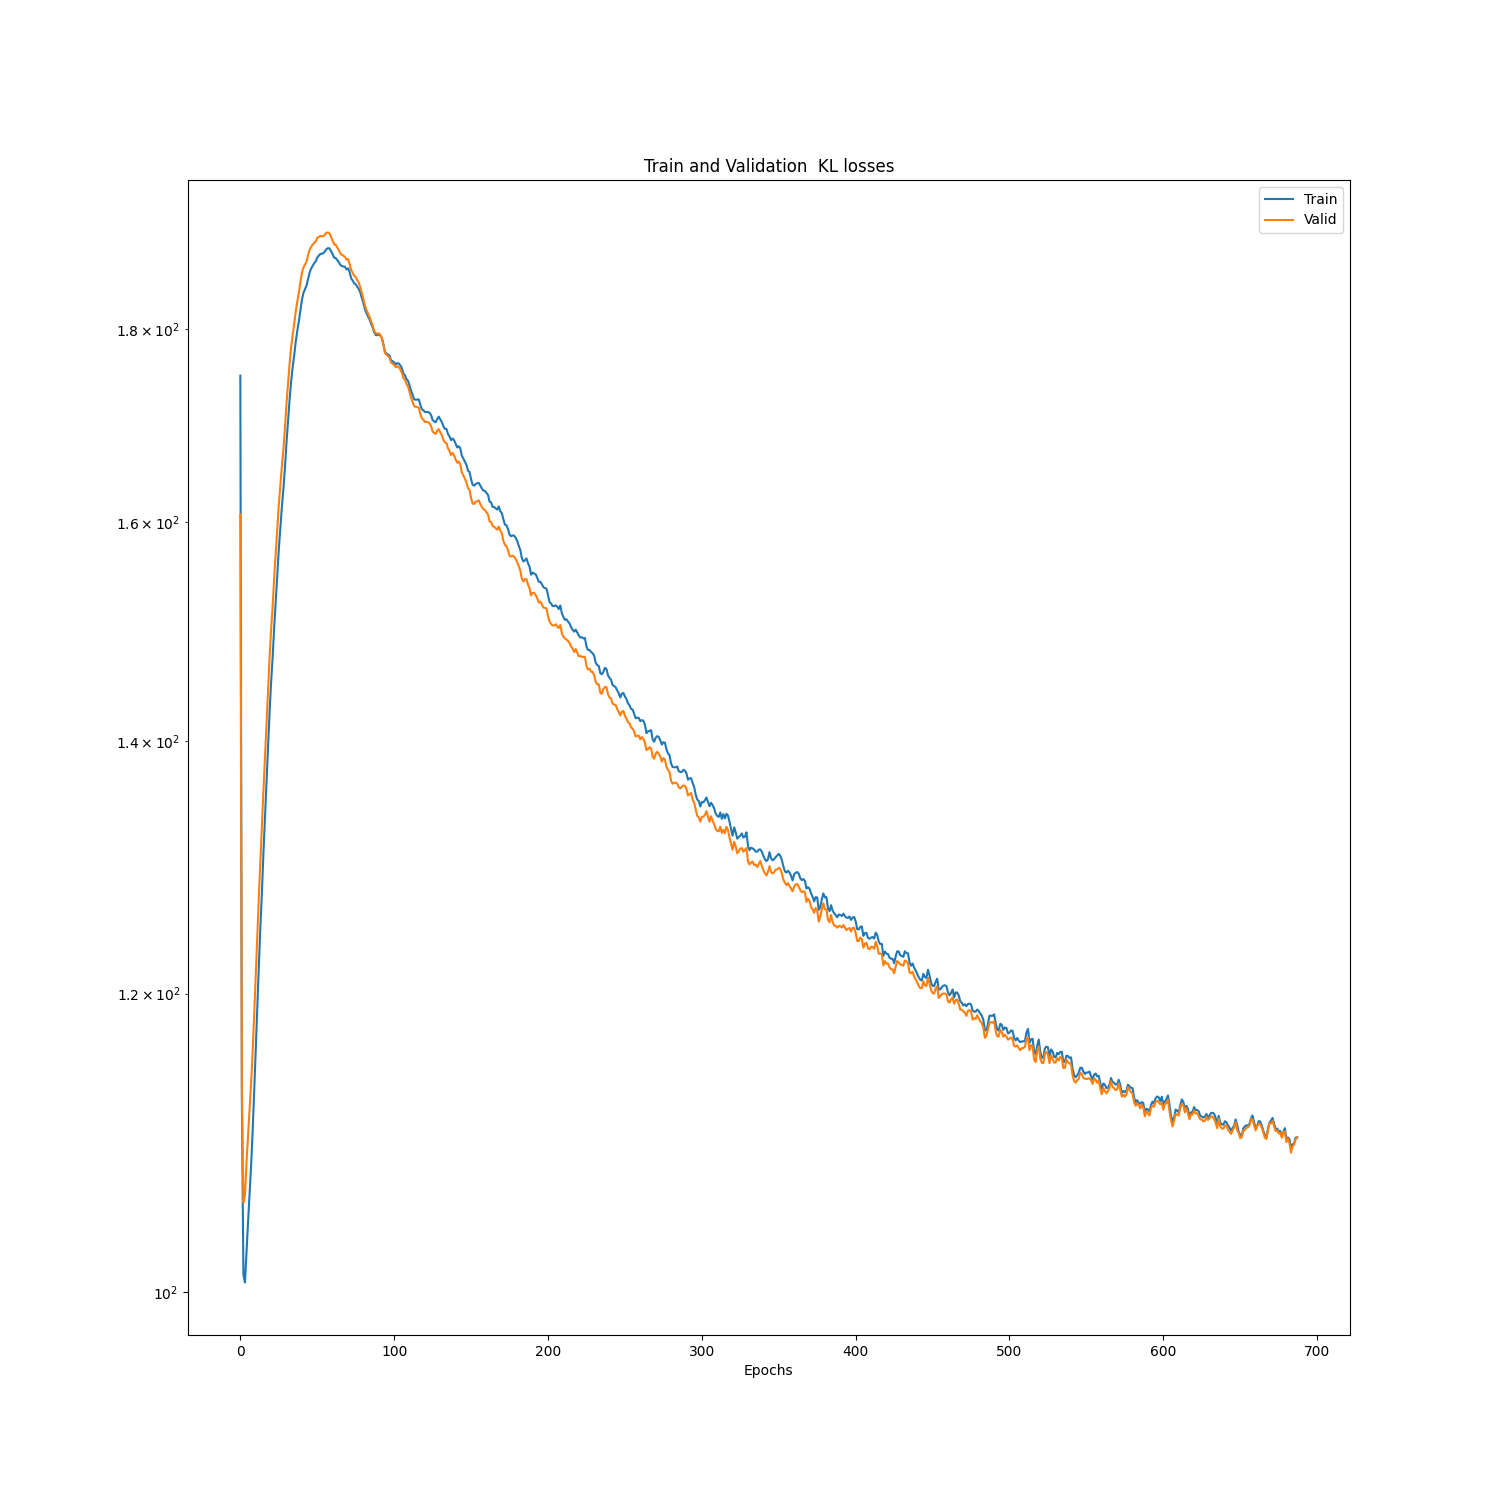 Train and Validation  KL losses
Train
Valid
1.8 × 10²
1.6 × 10²
1.4 × 10²
1.2 × 10²
10²
0 100 200 300 400 500 600 700
Epochs